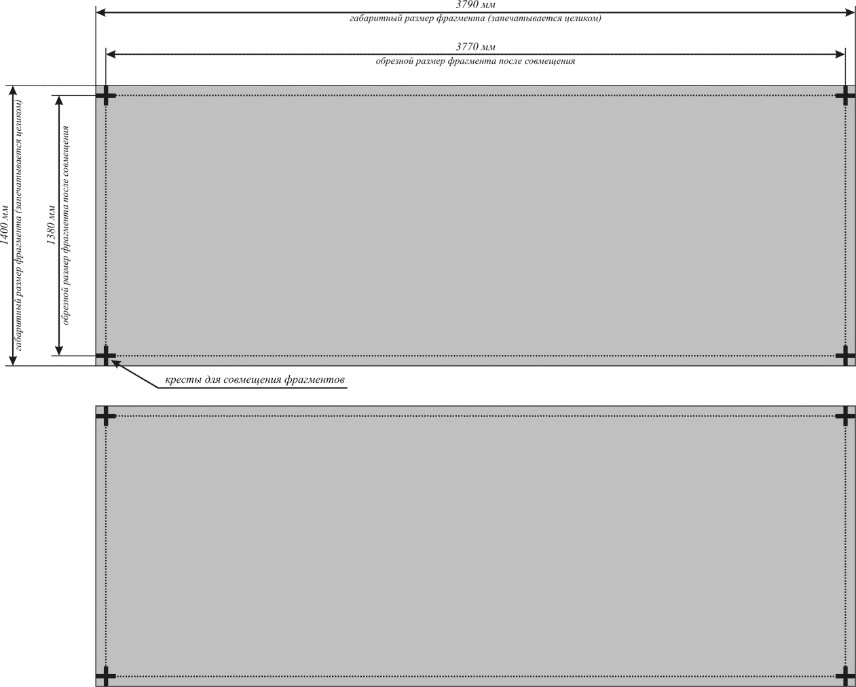 3790 мм
габаритный размер фрагмента (запечатывается целиком)
3770 мм
обрезной размер фрагмента после совмещения
1400 мм
габаритный размер фрагмента (запечатывается целиком)
1380 мм
обрезной размер фрагмента после совмещения
кресты для совмещения фрагментов